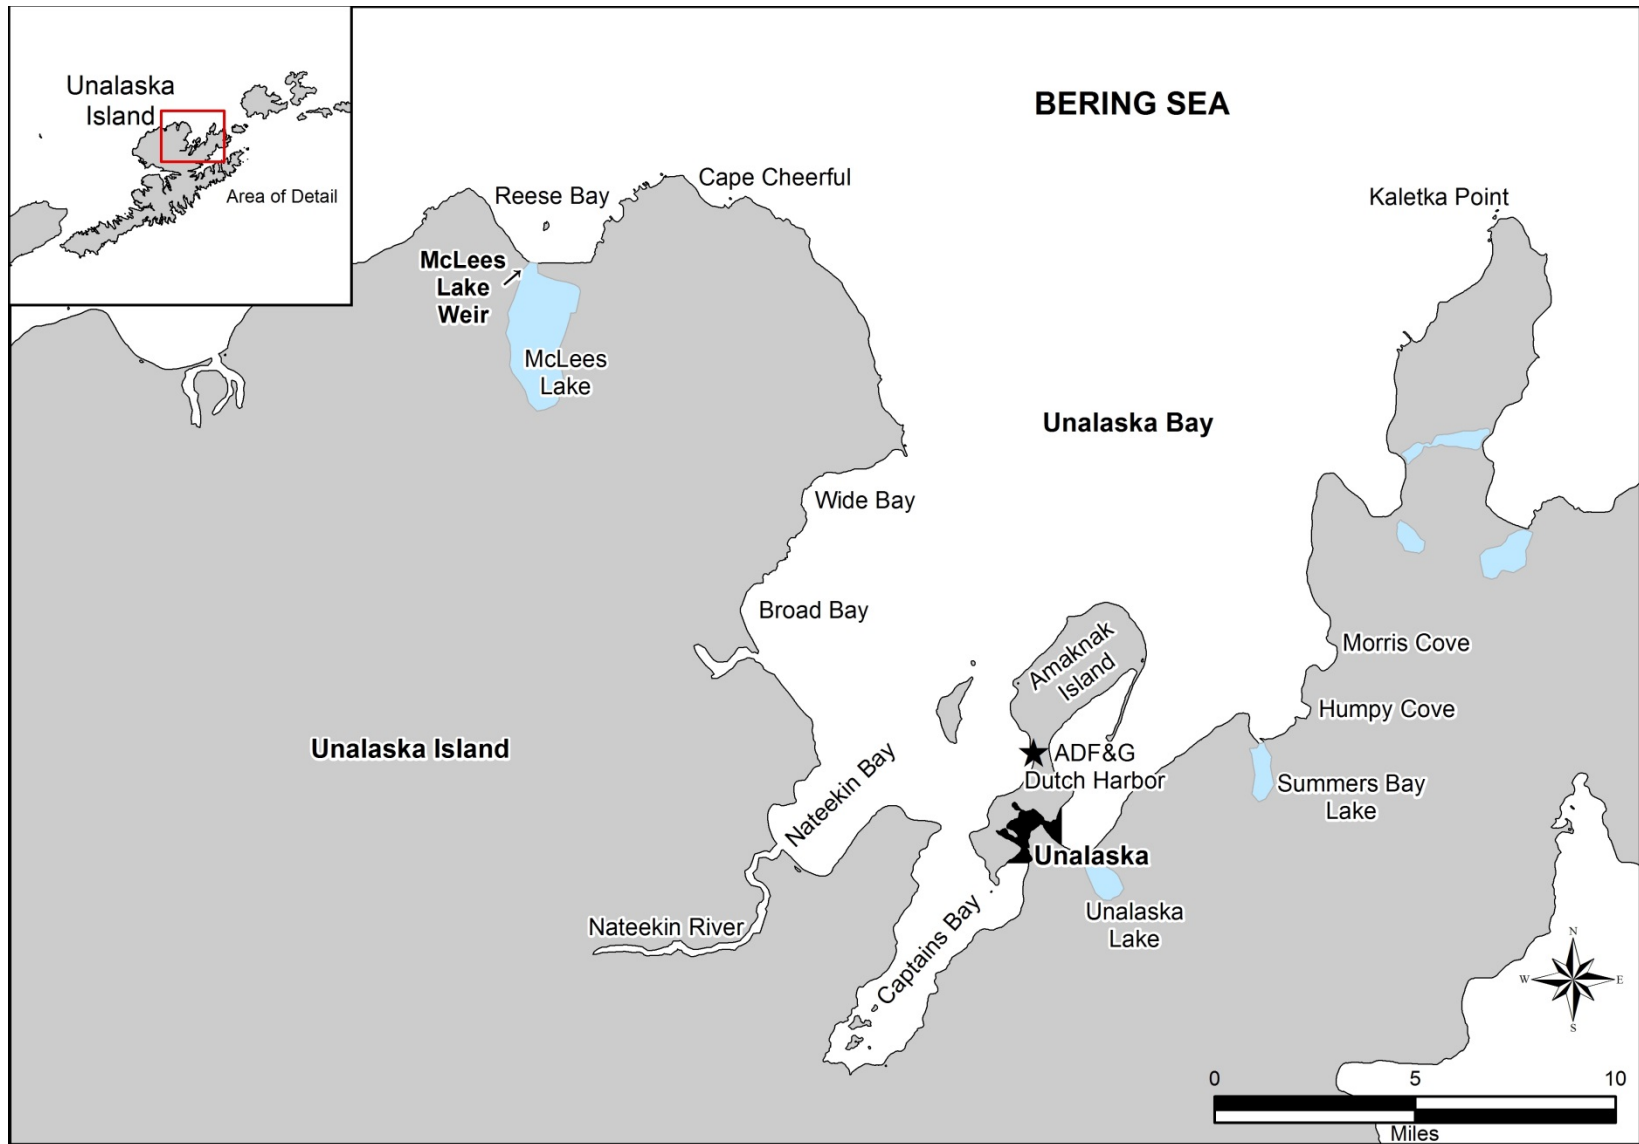 Unalaska
Island
Area of Detail
BERING SEA
Reese Bay
Cape Cheerful
Kaletka Point
McLees
Lake
Weir
McLees
Lake
Unalaska Bay
Wide Bay
Broad Bay
Amaknak
Island
Morris Cove
Humpy Cove
Unalaska Island
Nateekin Bay
ADF&G
Dutch Harbor
Summers Bay
Lake
Unalaska
Unalaska
Lake
Nateekin River
Captains Bay
N
W
E
S
0 5 10
Miles